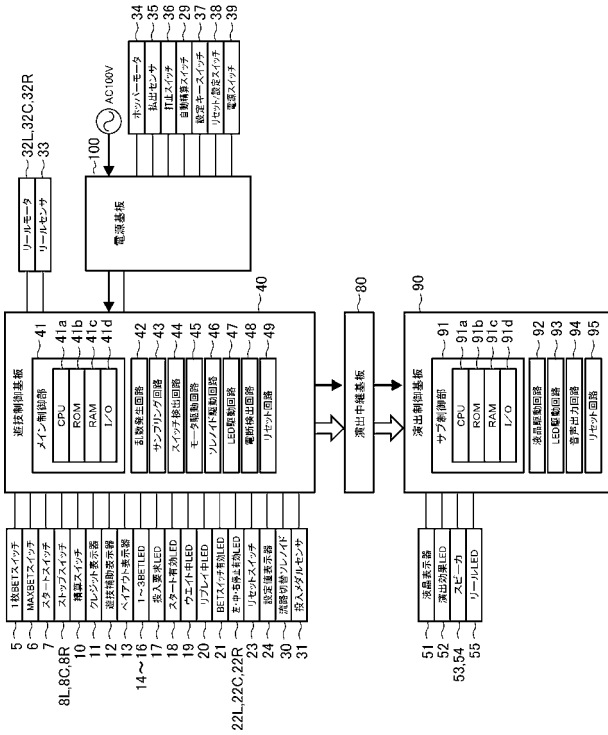 32L,32C,32R
リールモータ
33
リールセンサ
34
ホッパーモータ
35
払出センサ
36
打止スイッチ
29
自動精算スイッチ
37
設定キースイッチ
38
リセット/設定スイッチ
39
電源スイッチ
AC100V
100
電源基板
40
遊技制御基板
41
メイン制御部
41a
CPU
41b
ROM
41c
RAM
41d
I/O
42
乱数発生回路
43
サンプリング回路
44
スイッチ検出回路
45
モータ駆動回路
46
ソレノイド駆動回路
47
LED駆動回路
48
電断検出回路
49
リセット回路
80
演出中継基板
90
演出制御基板
91
サブ制御部
91a
CPU
91b
ROM
91c
RAM
91d
I/O
92
液晶駆動回路
93
LED駆動回路
94
音声出力回路
95
リセット回路
5
1枚BETスイッチ
6
MAXBETスイッチ
7
スタートスイッチ
8L,8C,8R
ストップスイッチ
10
精算スイッチ
11
クレジット表示器
12
遊技補助表示器
13
ペイアウト表示器
14～16
1～3BETLED
17
投入要求LED
18
スタート有効LED
19
ウエイト中LED
20
リプレイ中LED
21
BETスイッチ有効LED
22L,22C,22R
左・中・右停止有効LED
23
リセットスイッチ
24
設定値表示器
30
流路切替ソレノイド
31
投入メダルセンサ
51
液晶表示器
52
演出効果LED
53,54
スピーカ
55
リールLED